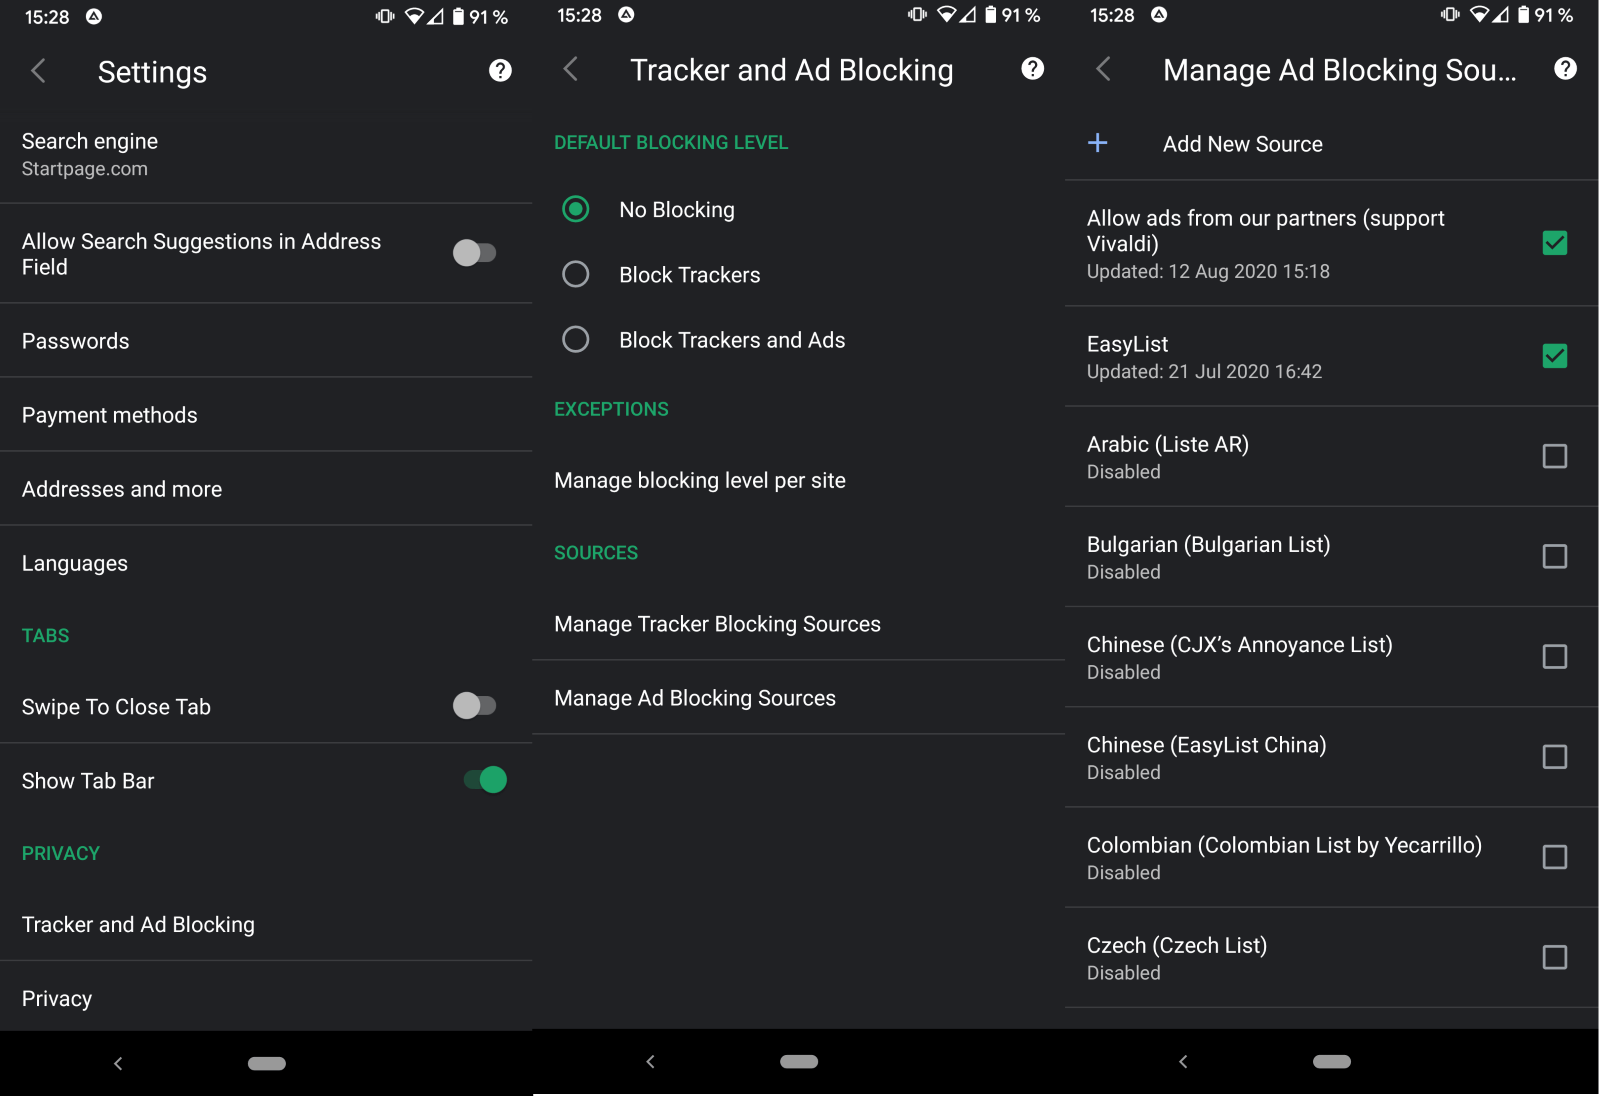 15:28
91 %
Settings
Search engine
Startpage.com
Allow Search Suggestions in Address
Field
Passwords
Payment methods
Addresses and more
Languages
TABS
Swipe To Close Tab
Show Tab Bar
PRIVACY
Tracker and Ad Blocking
Privacy
15:28
91 %
Tracker and Ad Blocking
DEFAULT BLOCKING LEVEL
No Blocking
Block Trackers
Block Trackers and Ads
EXCEPTIONS
Manage blocking level per site
SOURCES
Manage Tracker Blocking Sources
Manage Ad Blocking Sources
15:28
91 %
Manage Ad Blocking Sou...
Add New Source
Allow ads from our partners (support
Vivaldi)
Updated: 12 Aug 2020 15:18
EasyList
Updated: 21 Jul 2020 16:42
Arabic (Liste AR)
Disabled
Bulgarian (Bulgarian List)
Disabled
Chinese (CJX’s Annoyance List)
Disabled
Chinese (EasyList China)
Disabled
Colombian (Colombian List by Yecarrillo)
Disabled
Czech (Czech List)
Disabled